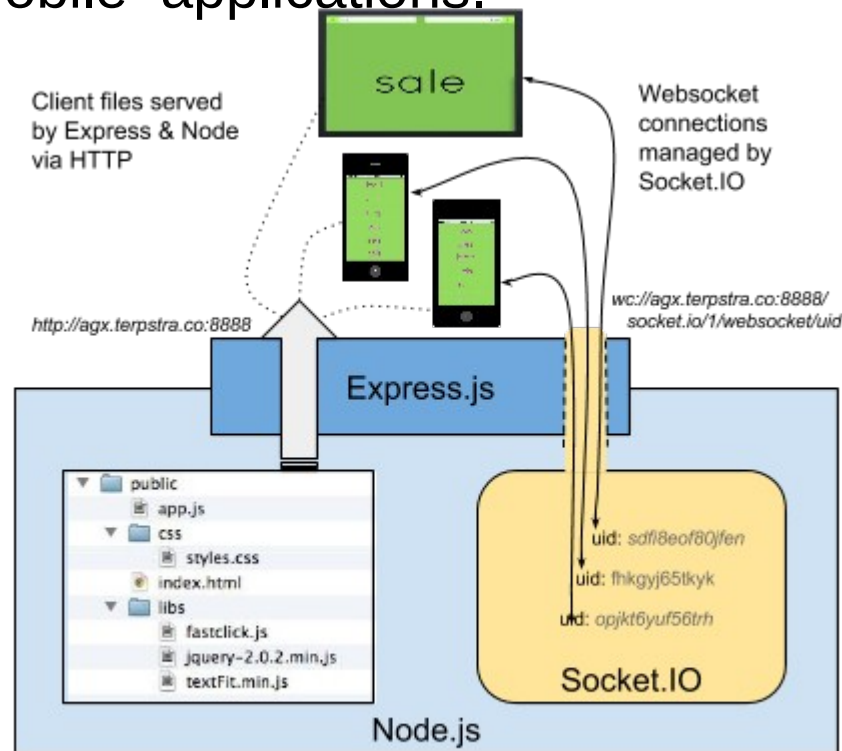 obile applications.
Client files served
by Express & Node
via HTTP
sale
Websocket
connections
managed by
Socket.IO
http://agx.terpstra.co:8888
wc://agx.terpstra.co:8888/
socket.io/1/websocket/uid
Express.js
public
app.js
css
styles.css
index.html
libs
fastclick.js
jquery-2.0.2.min.js
textFit.min.js
uid: sdfi8eof80jfen
uid: fhkgyj65tkyk
uid: opjkt6yuf56trh
Socket.IO
Node.js